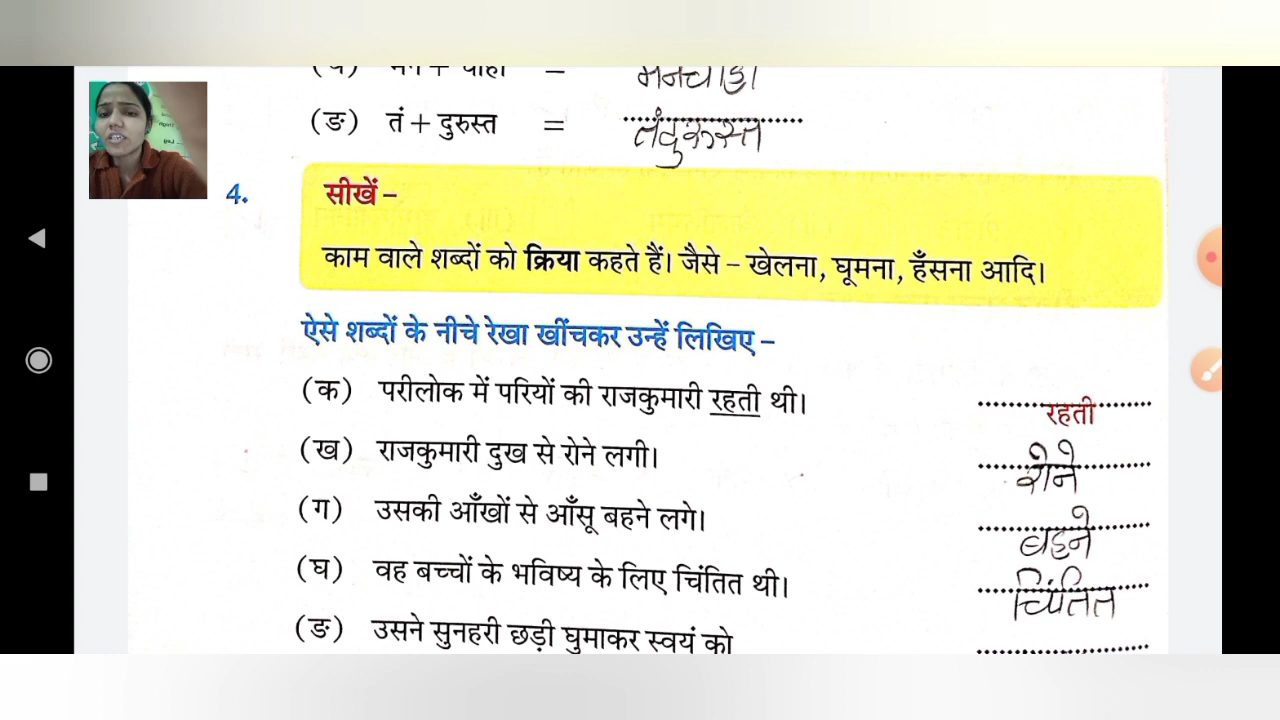 तं + दुरुस्त = तंदुरुस्त
(ङ)
4. सीखें –
काम वाले शब्दों को क्रिया कहते हैं। जैसे – खेलना, घूमना, हँसना आदि।
ऐसे शब्दों के नीचे रेखा खींचकर उन्हें लिखिए –
(क) परीलोक में परियों की राजकुमारी रहती थी। रहती
(ख) राजकुमारी दुख से रोने लगी। रोने
(ग) उसकी आँखों से आँसू बहने लगे। बहने
(घ) वह बच्चों के भविष्य के लिए चिंतित थी। चिंतित
(ङ) उसने सुनहरी छड़ी घुमाकर स्वयं को